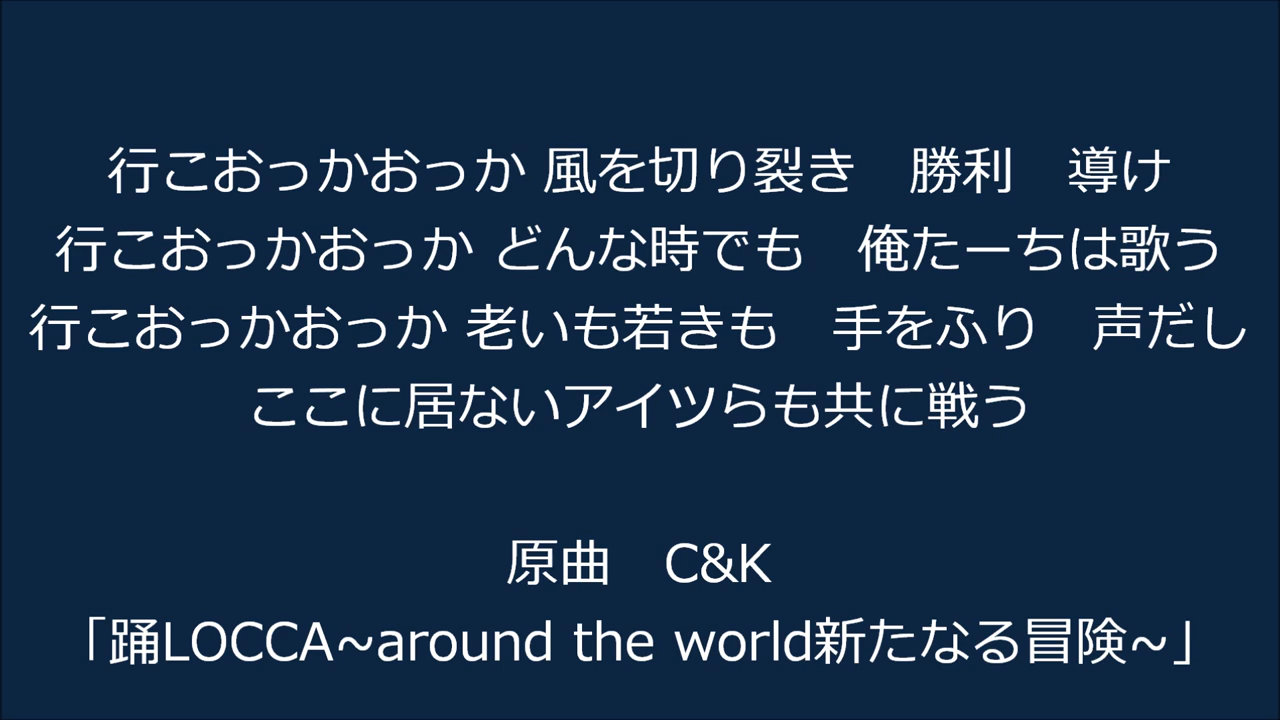 行こおっかおっか 風を切り裂き　勝利　導け
行こおっかおっか どんな時でも　俺たーちは歌う
行こおっかおっか 老いも若きも　手をふり　声だし
ここに居ないアイツらも共に戦う
原曲　C&K
「踊LOCCA~around the world新たなる冒険~」